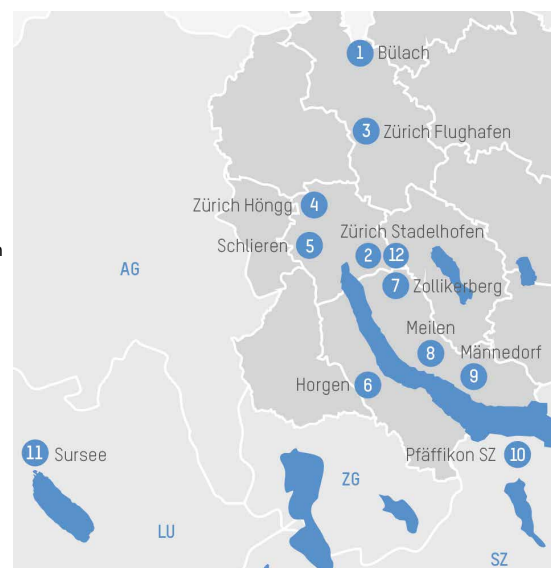 1 Bülach
3 Zürich Flughafen
Zürich Höngg 4
Zürich Stadelhofen
Schlieren 5
2 12
n
AG
7 Zollikerberg
Meilen
8
Männedorf
9
Horgen 6
11 Sursee
Pfäffikon SZ 10
ZG
LU
SZ